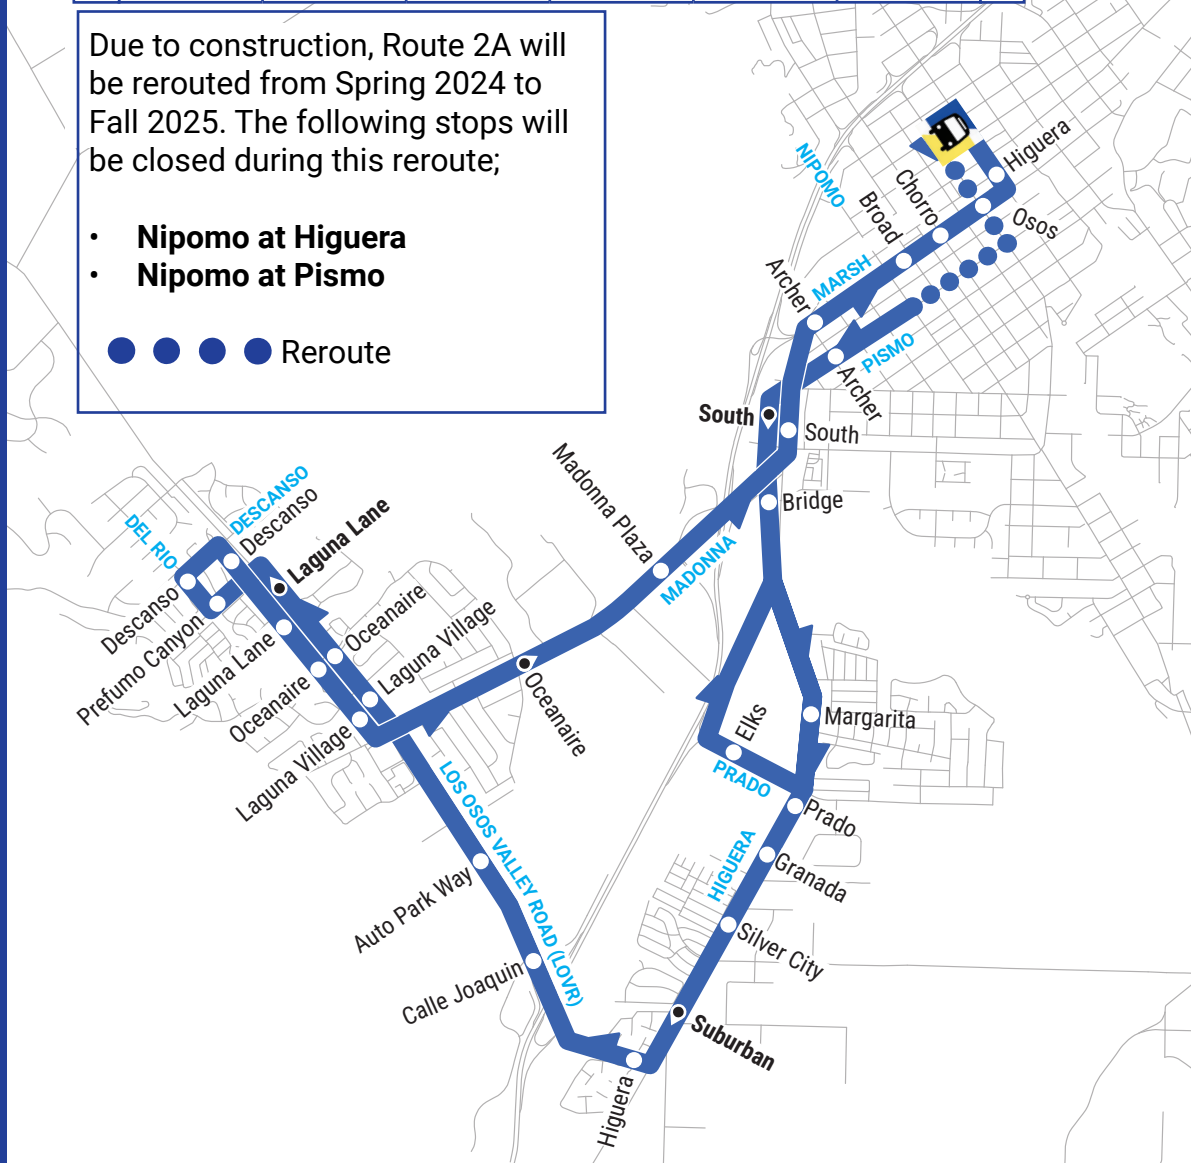 Due to construction, Route 2A will
be rerouted from Spring 2024 to
Fall 2025. The following stops will
be closed during this reroute;
• Nipomo at Higuera
• Nipomo at Pismo
Reroute
NIPOMO
Higuera
Chorro
Broad
Osos
Archer
MARSH
PISMO
Archer
South
South
Madonna Plaza
Bridge
MADONNA
DESCANSO
Descanso
DEL RIO
Laguna Lane
Descanso
Prefumo Canyon
Laguna Lane
Oceanaire
Oceanaire
Laguna Village
Laguna Village
Oceanaire
Elks
Margarita
PRADO
Prado
LOS OSOS VALLEY ROAD (LOVR)
HIGUERA
Granada
Auto Park Way
Silver City
Calle Joaquin
Suburban
Higuera